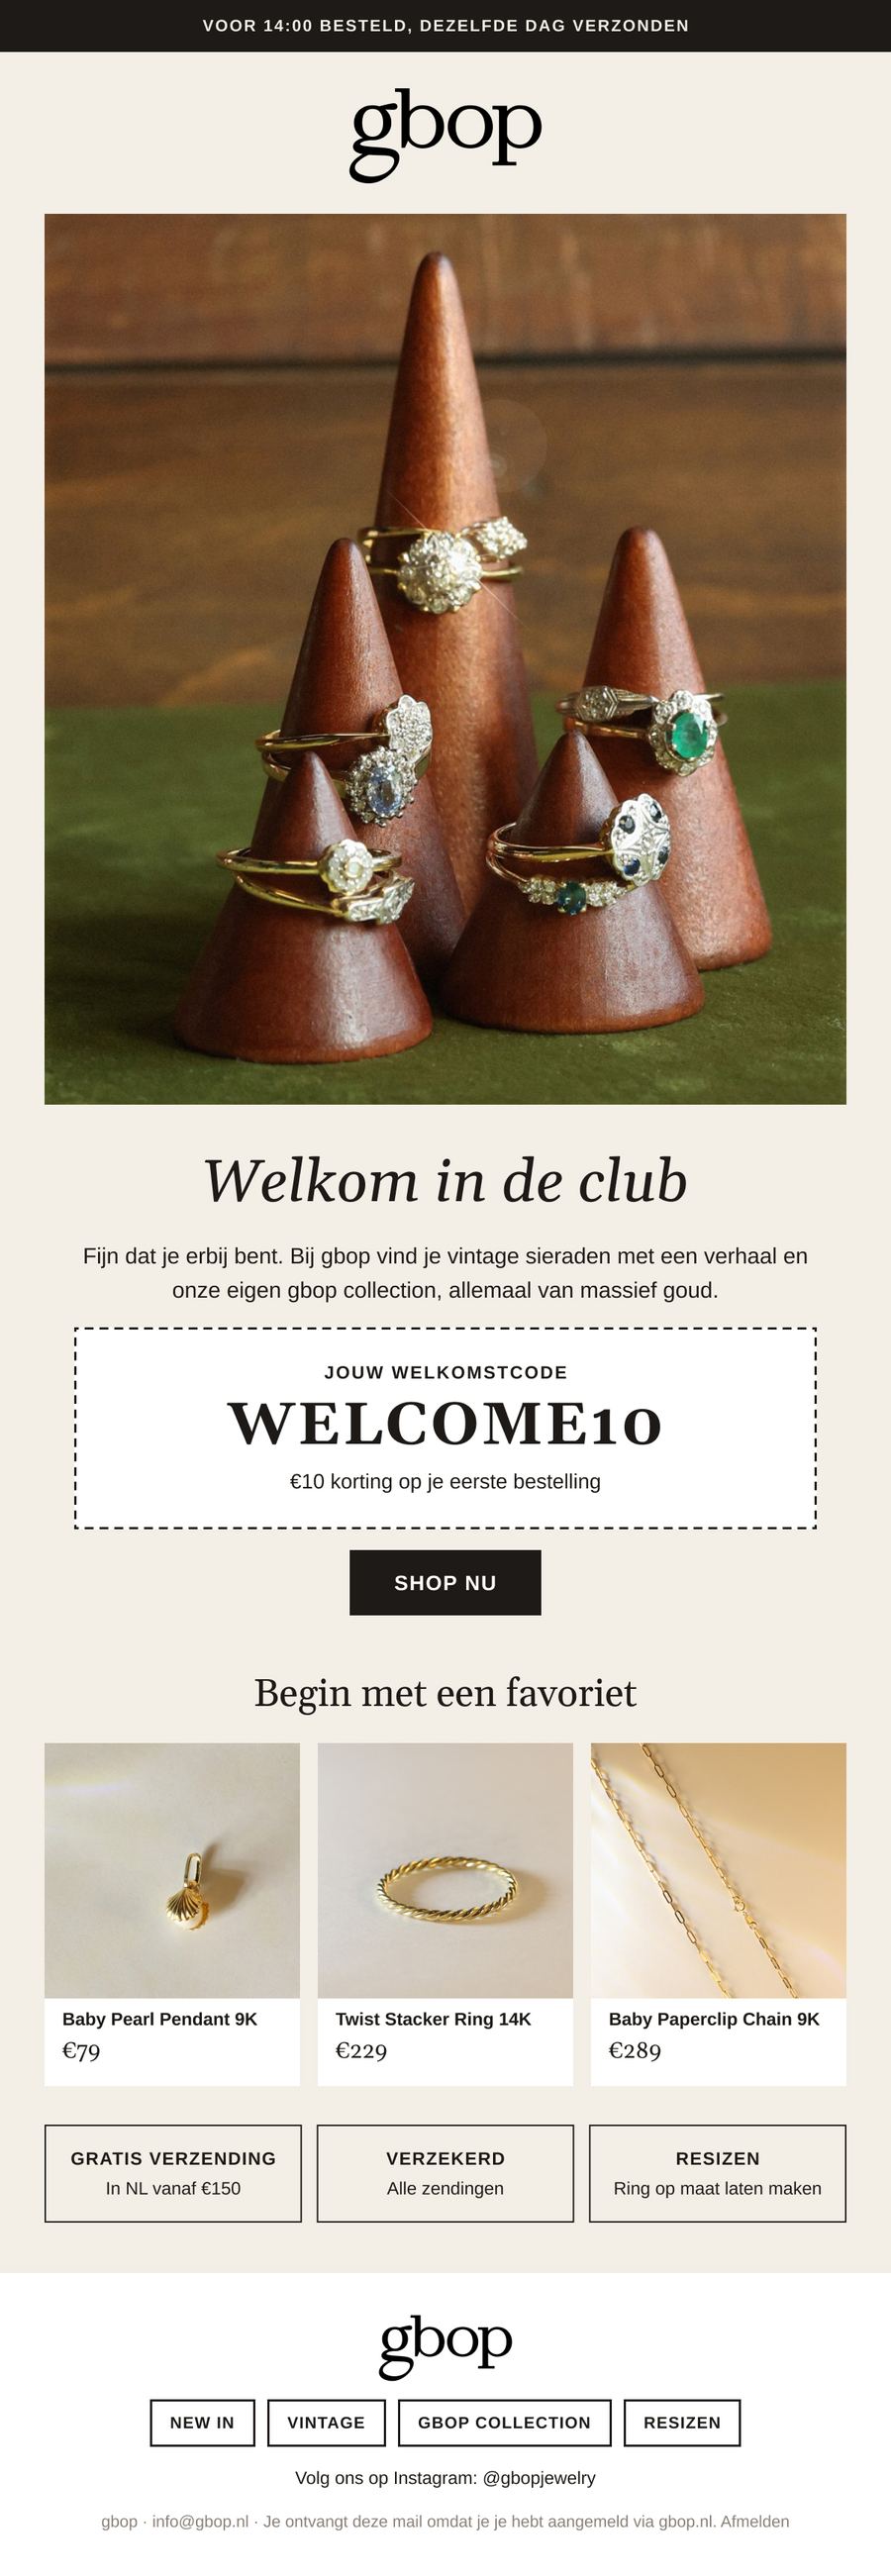 VOOR 14:00 BESTELD, DEZELFDE DAG VERZONDEN
gbop
Welkom in de club
Fijn dat je erbij bent. Bij gbop vind je vintage sieraden met een verhaal en
onze eigen gbop collection, allemaal van massief goud.
JOUW WELKOMSTCODE
WELCOME10
€10 korting op je eerste bestelling
SHOP NU
Begin met een favoriet
Baby Pearl Pendant 9K
€79
Twist Stacker Ring 14K
€229
Baby Paperclip Chain 9K
€289
GRATIS VERZENDING
In NL vanaf €150
VERZEKERD
Alle zendingen
RESIZEN
Ring op maat laten maken
gbop
NEW IN VINTAGE GBOP COLLECTION RESIZEN
Volg ons op Instagram: @gbopjewelry
gbop · info@gbop.nl · Je ontvangt deze mail omdat je je hebt aangemeld via gbop.nl. Afmelden